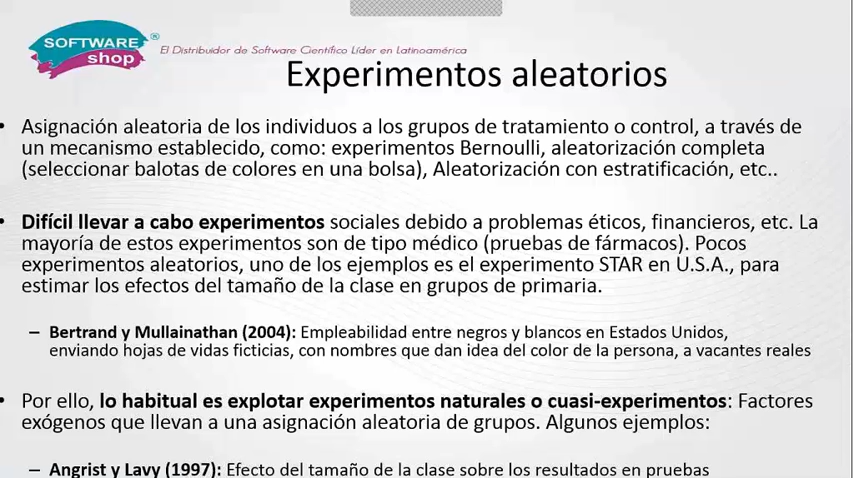 SOFTWARE
shop
®
El Distribuidor de Software Científico Líder en Latinoamérica
Experimentos aleatorios
• Asignación aleatoria de los individuos a los grupos de tratamiento o control, a través de
un mecanismo establecido, como: experimentos Bernoulli, aleatorización completa
(seleccionar balotas de colores en una bolsa), Aleatorización con estratificación, etc..
• Difícil llevar a cabo experimentos sociales debido a problemas éticos, financieros, etc. La
mayoría de estos experimentos son de tipo médico (pruebas de fármacos). Pocos
experimentos aleatorios, uno de los ejemplos es el experimento STAR en U.S.A., para
estimar los efectos del tamaño de la clase en grupos de primaria.
– Bertrand y Mullainathan (2004): Empleabilidad entre negros y blancos en Estados Unidos,
enviando hojas de vidas ficticias, con nombres que dan idea del color de la persona, a vacantes reales
• Por ello, lo habitual es explotar experimentos naturales o cuasi-experimentos: Factores
exógenos que llevan a una asignación aleatoria de grupos. Algunos ejemplos:
– Angrist y Lavy (1997): Efecto del tamaño de la clase sobre los resultados en pruebas